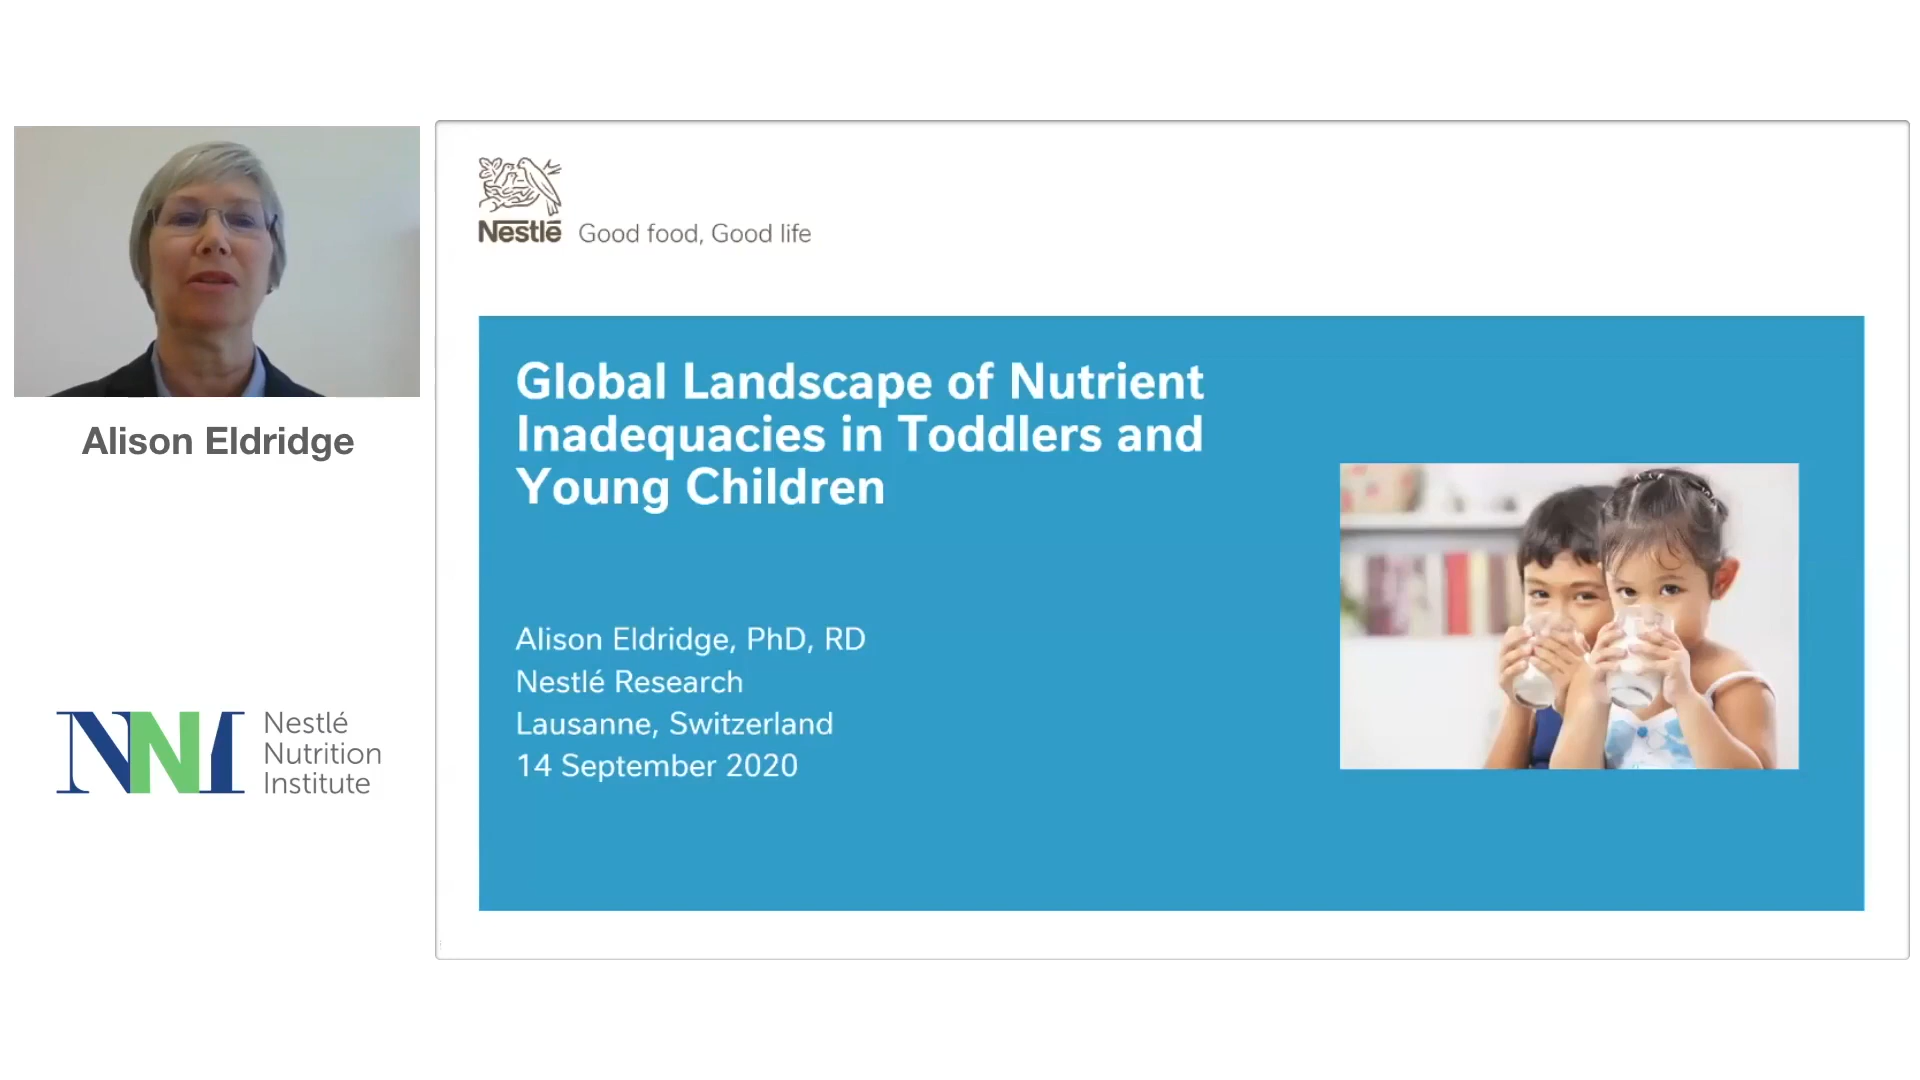 Nestlé Good food, Good life
Global Landscape of Nutrient
Inadequacies in Toddlers and
Young Children
Alison Eldridge
Alison Eldridge, PhD, RD
Nestlé Research
Lausanne, Switzerland
14 September 2020
NNI
Nestlé
Nutrition
Institute